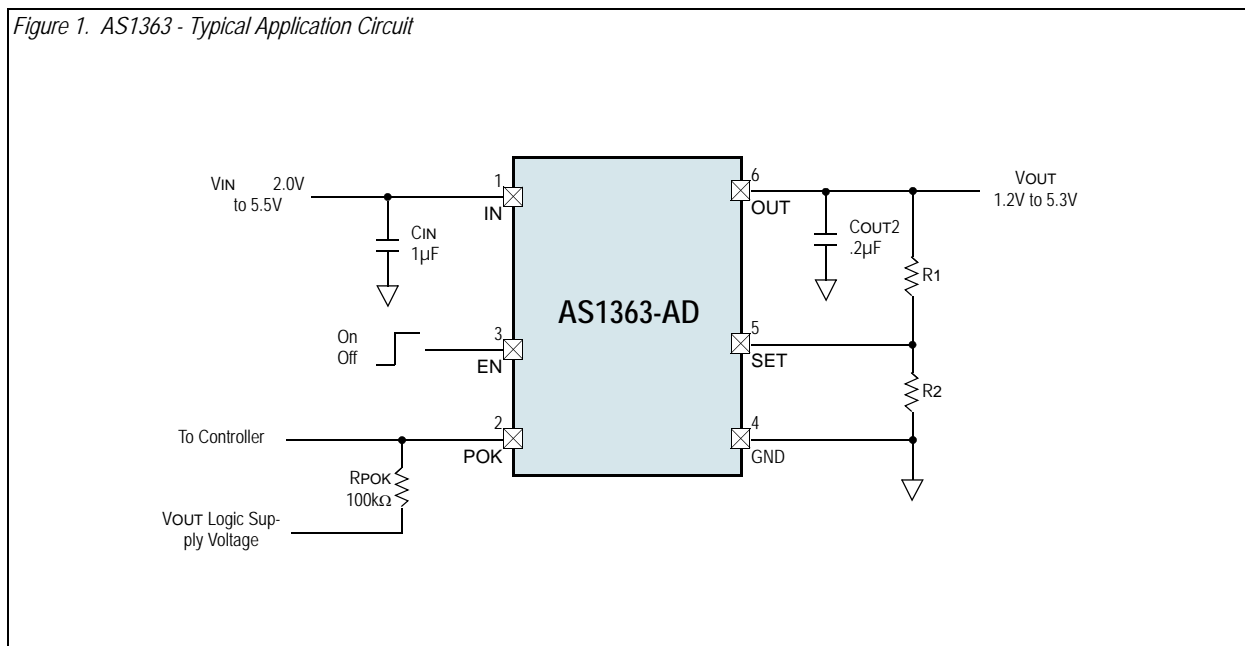 Figure 1. AS1363 - Typical Application Circuit
VIN 2.0V
to 5.5V
CIN
1µF
1
IN
On
Off
3
EN
To Controller
2
POK
RPOK
100kΩ
VOUT Logic Sup-
ply Voltage
AS1363-AD
6
OUT
COUT2
.2µF
VOUT
1.2V to 5.3V
R1
5
SET
R2
4
GND